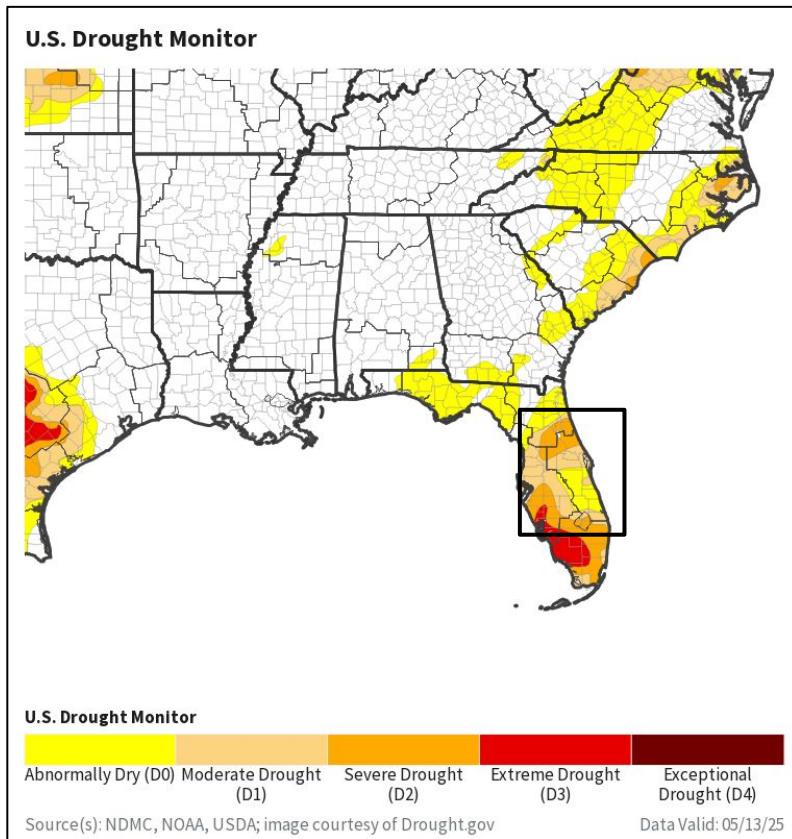 U.S. Drought Monitor
U.S. Drought Monitor
Abnormally Dry (D0)
Moderate Drought
(D1)
Severe Drought
(D2)
Extreme Drought
(D3)
Exceptional
Drought (D4)
Source(s): NDMC, NOAA, USDA; image courtesy of Drought.gov
Data Valid: 05/13/25